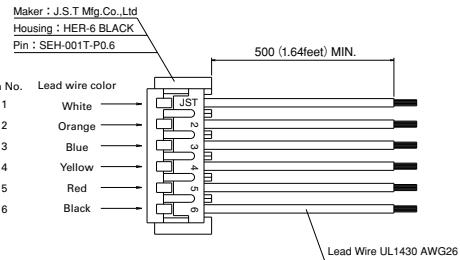 Maker : J.S.T Mfg.Co.,Ltd
Housing : HER-6 BLACK
Pin : SEH-001T-P0.6
500 (1.64feet) MIN.
No. Lead wire color
1 White
2 Orange
3 Blue
4 Yellow
5 Red
6 Black
JST
2
3
4
5
6
Lead Wire UL1430 AWG26